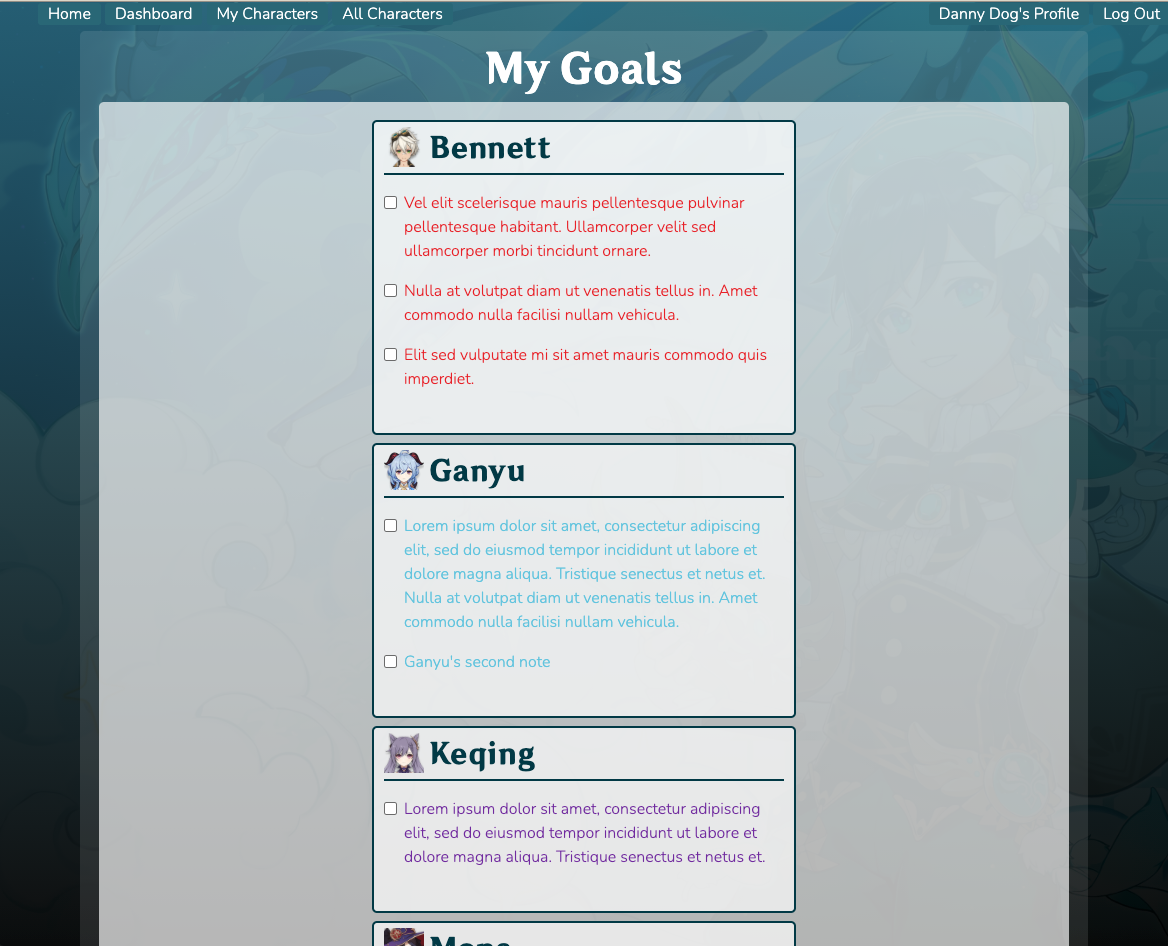 Home Dashboard My Characters All Characters Danny Dog's Profile Log Out
My Goals
Bennett
Vel elit scelerisque mauris pellentesque pulvinar
pellentesque habitant. Ullamcorper velit sed
ullamcorper morbi tincidunt ornare.
Nulla at volutpat diam ut venenatis tellus in. Amet
commodo nulla facilisi nullam vehicula.
Elit sed vulputate mi sit amet mauris commodo quis
imperdiet.
Ganyu
Lorem ipsum dolor sit amet, consectetur adipiscing
elit, sed do eiusmod tempor incididunt ut labore et
dolore magna aliqua. Tristique senectus et netus et.
Nulla at volutpat diam ut venenatis tellus in. Amet
commodo nulla facilisi nullam vehicula.
Ganyu's second note
Keqing
Lorem ipsum dolor sit amet, consectetur adipiscing
elit, sed do eiusmod tempor incididunt ut labore et
dolore magna aliqua. Tristique senectus et netus et.
Mona